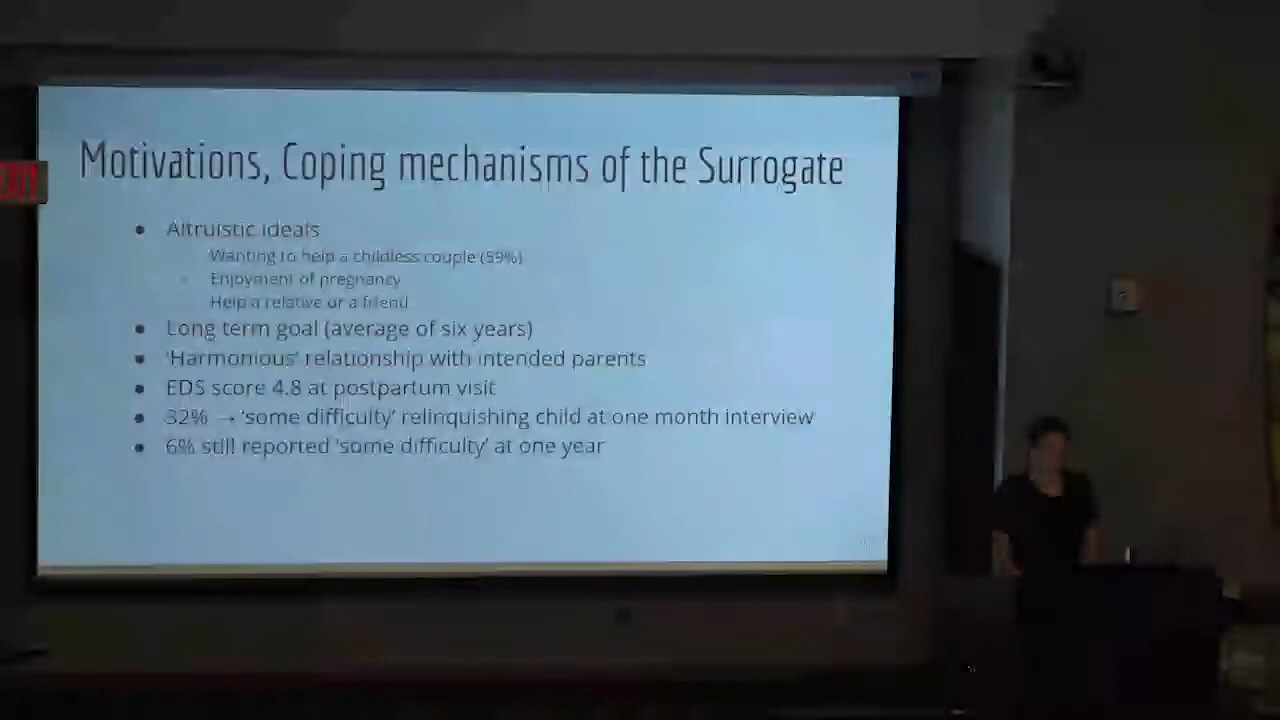 Motivations, Coping mechanisms of the Surrogate
EXIT
• Altruistic ideals
Wanting to help a childless couple (59%)
Enjoyment of pregnancy
Help a relative or a friend
• Long term goal (average of six years)
• 'Harmonious' relationship with intended parents
• EDS score 4.8 at postpartum visit
• 32% → 'some difficulty' relinquishing child at one month interview
• 6% still reported 'some difficulty' at one year